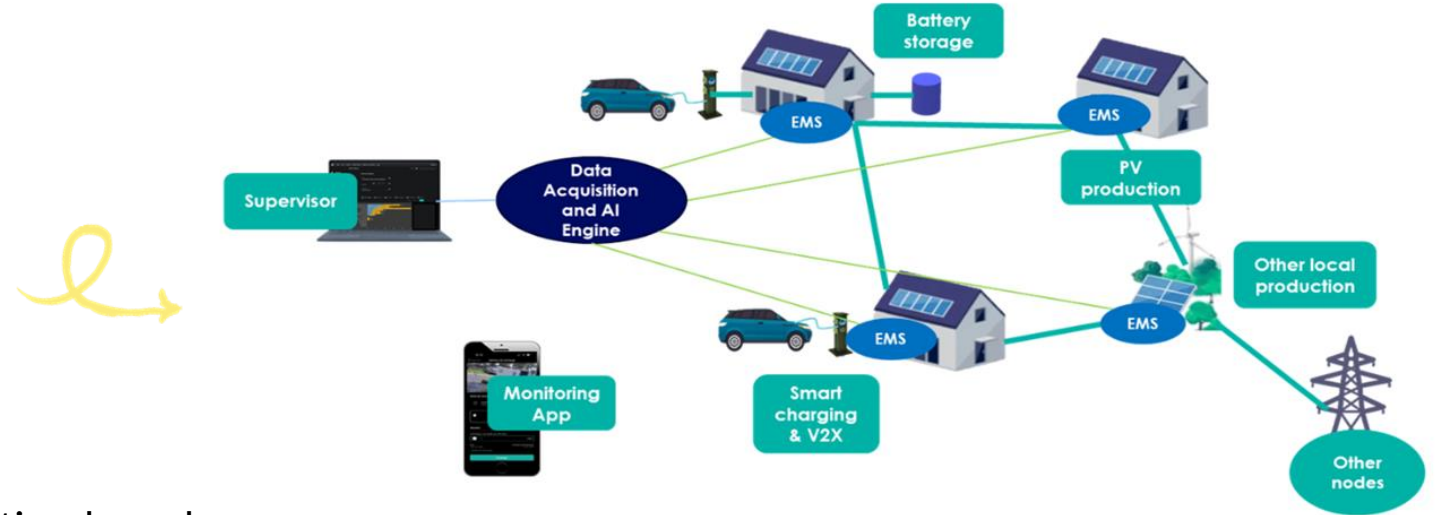 Battery
storage
EMS
EMS
Data
Acquisition
and AI
Engine
PV
production
Supervisor
Other local
production
EMS
EMS
Monitoring
App
Smart
charging
& V2X
Other
nodes